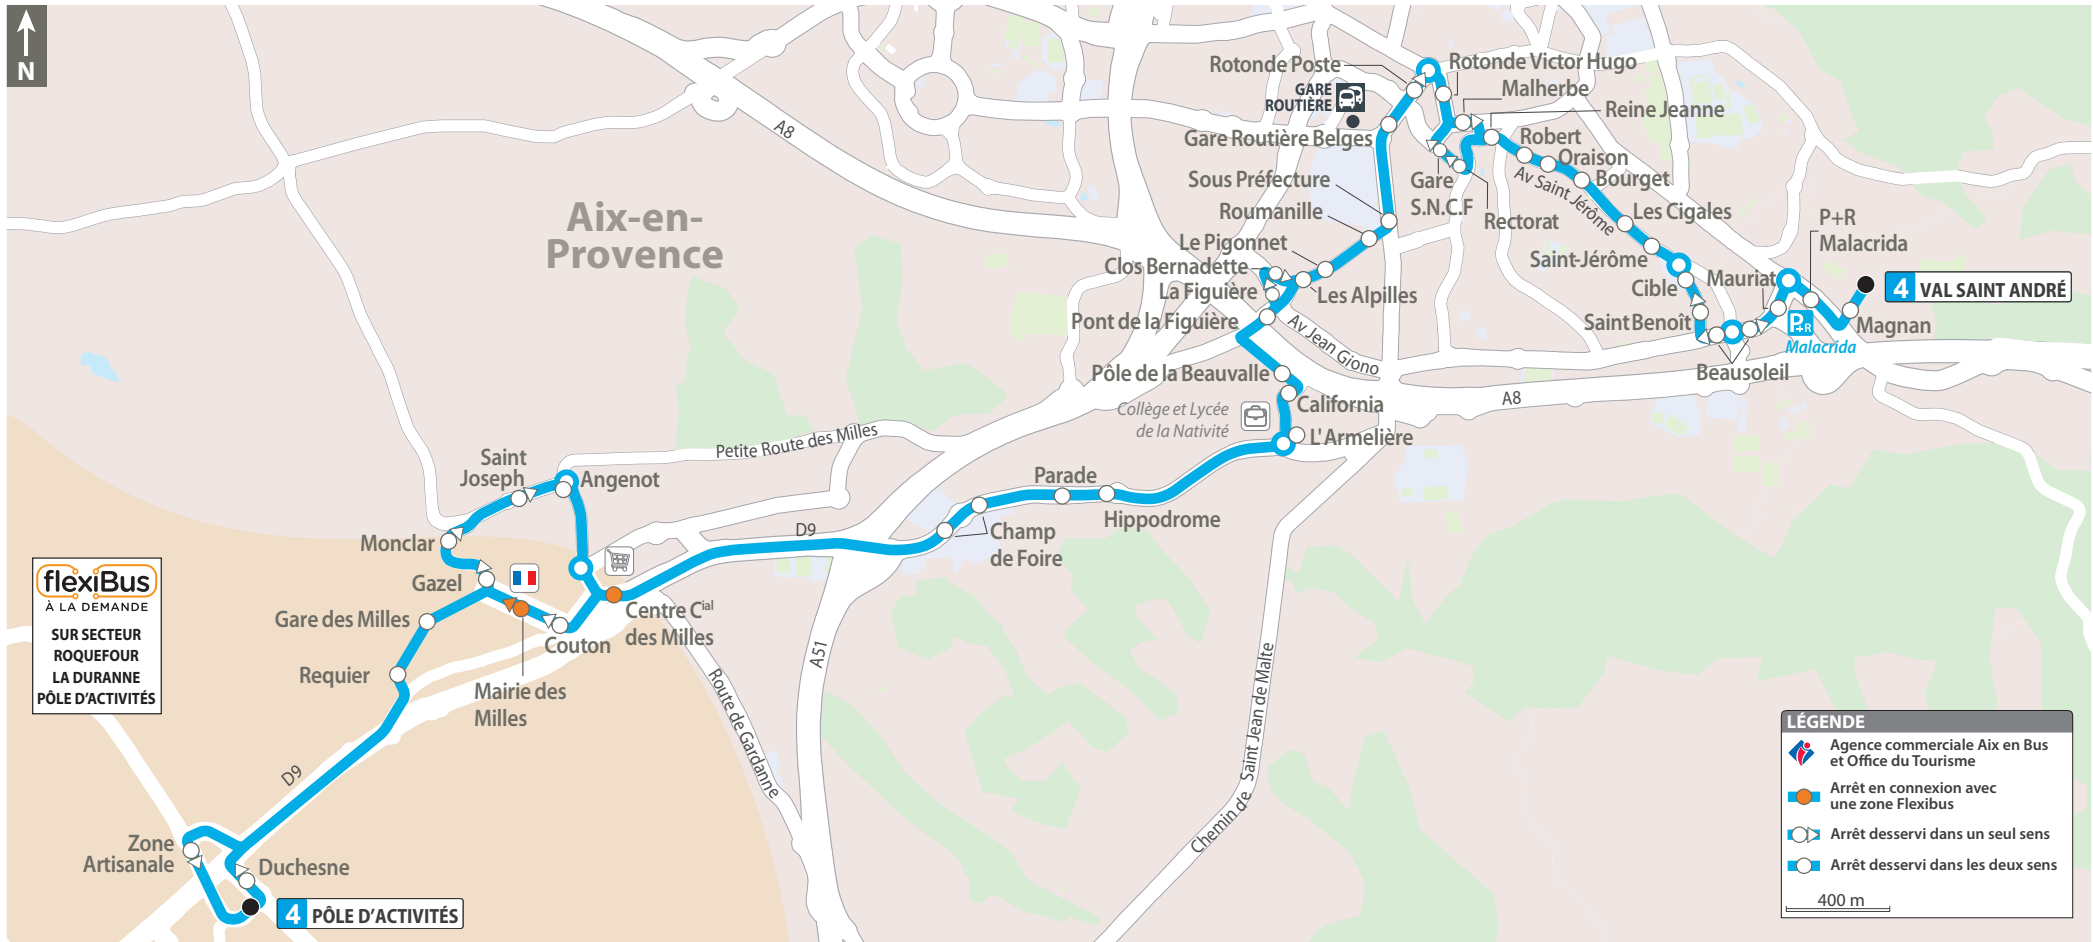 N
Rotonde Poste
Rotonde Victor Hugo
Malherbe
GARE
ROUTIÈRE
Reine Jeanne
A8
Gare Routière Belges
Robert
Oraison
Bourget
Sous Préfecture
Gare
S.N.C.F
Av Saint Jérôme
Roumanille
Rectorat
Les Cigales
P+R
Malacrida
Aix-en-
Provence
Le Pigonnet
Saint-Jérôme
Clos Bernadette
Mauriat
La Figuière
Les Alpilles
Cible
4 VAL SAINT ANDRÉ
Pont de la Figuière
Saint Benoît
P+R
Malacrida
Magnan
Av Jean Giono
Beausoleil
Pôle de la Beauvalle
A8
California
Collège et Lycée
de la Nativité
L'Armelière
Petite Route des Milles
Saint
Joseph
Angenot
Parade
Hippodrome
Champ
de Foire
D9
Monclar
Gazel
Gare des Milles
Centre Cial
des Milles
Couton
Requier
Mairie des
Milles
A51
Route de Gardanne
Chemin de Saint Jean de Malte
flexiBus
À LA DEMANDE
SUR SECTEUR
ROQUEFOUR
LA DURANNE
PÔLE D'ACTIVITÉS
D9
Zone
Artisanale
Duchesne
4 PÔLE D'ACTIVITÉS
LÉGENDE
Agence commerciale Aix en Bus
et Office du Tourisme
Arrêt en connexion avec
une zone Flexibus
Arrêt desservi dans un seul sens
Arrêt desservi dans les deux sens
400 m